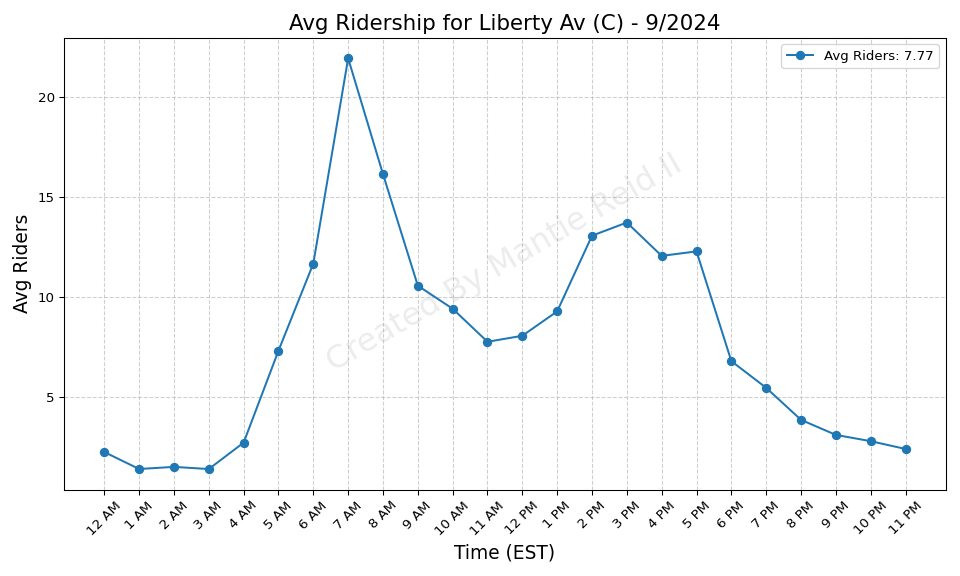 Avg Ridership for Liberty Av (C) - 9/2024
Avg Riders: 7.77
Avg Riders
20
15
10
5
Created By Mantie Reid II
12 AM
1 AM
2 AM
3 AM
4 AM
5 AM
6 AM
7 AM
8 AM
9 AM
10 AM
11 AM
12 PM
1 PM
2 PM
3 PM
4 PM
5 PM
6 PM
7 PM
8 PM
9 PM
10 PM
11 PM
Time (EST)